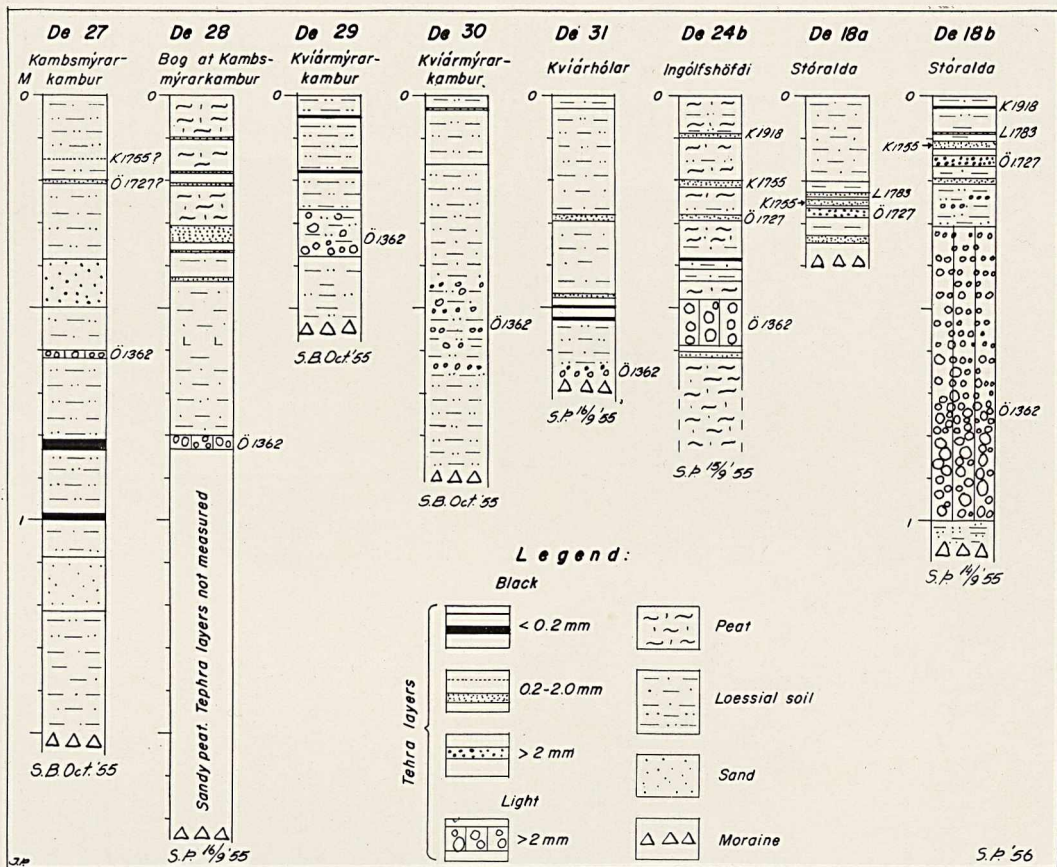 De 27
Kambsmýrar-
kambur
M
0
K1755?
Ö1727?
Ö1362
1
S.B. Oct.'55
De 28
Bog at Kambs-
mýrarkambur
Ö1362
Sandy peat. Tephra layers not measured
S.P. 16/9 '55
De 29
Kvíármýrar-
kambur
0
Ö1362
S.B. Oct.'55
De 30
Kvíármýrar-
kambur
0
Ö1362
S.B. Oct.'55
De 31
Kvíárhólar
0
Ö1362
S.P. 16/9 '55
De 24b
Ingólfshöfði
0
K1918
K1755
Ö1727
Ö1362
S.P. 15/9 '55
De 18a
Stóralda
0
L1783
K1755
Ö1727
De 18b
Stóralda
0
K1918
L1783
K1755
Ö1727
Ö1362
1
S.P. 14/9 '55
Legend:
Black
Tehra layers
< 0.2 mm
0.2-2.0 mm
> 2 mm
Light
> 2 mm
Peat
Loessial soil
Sand
Moraine
S.P. '56